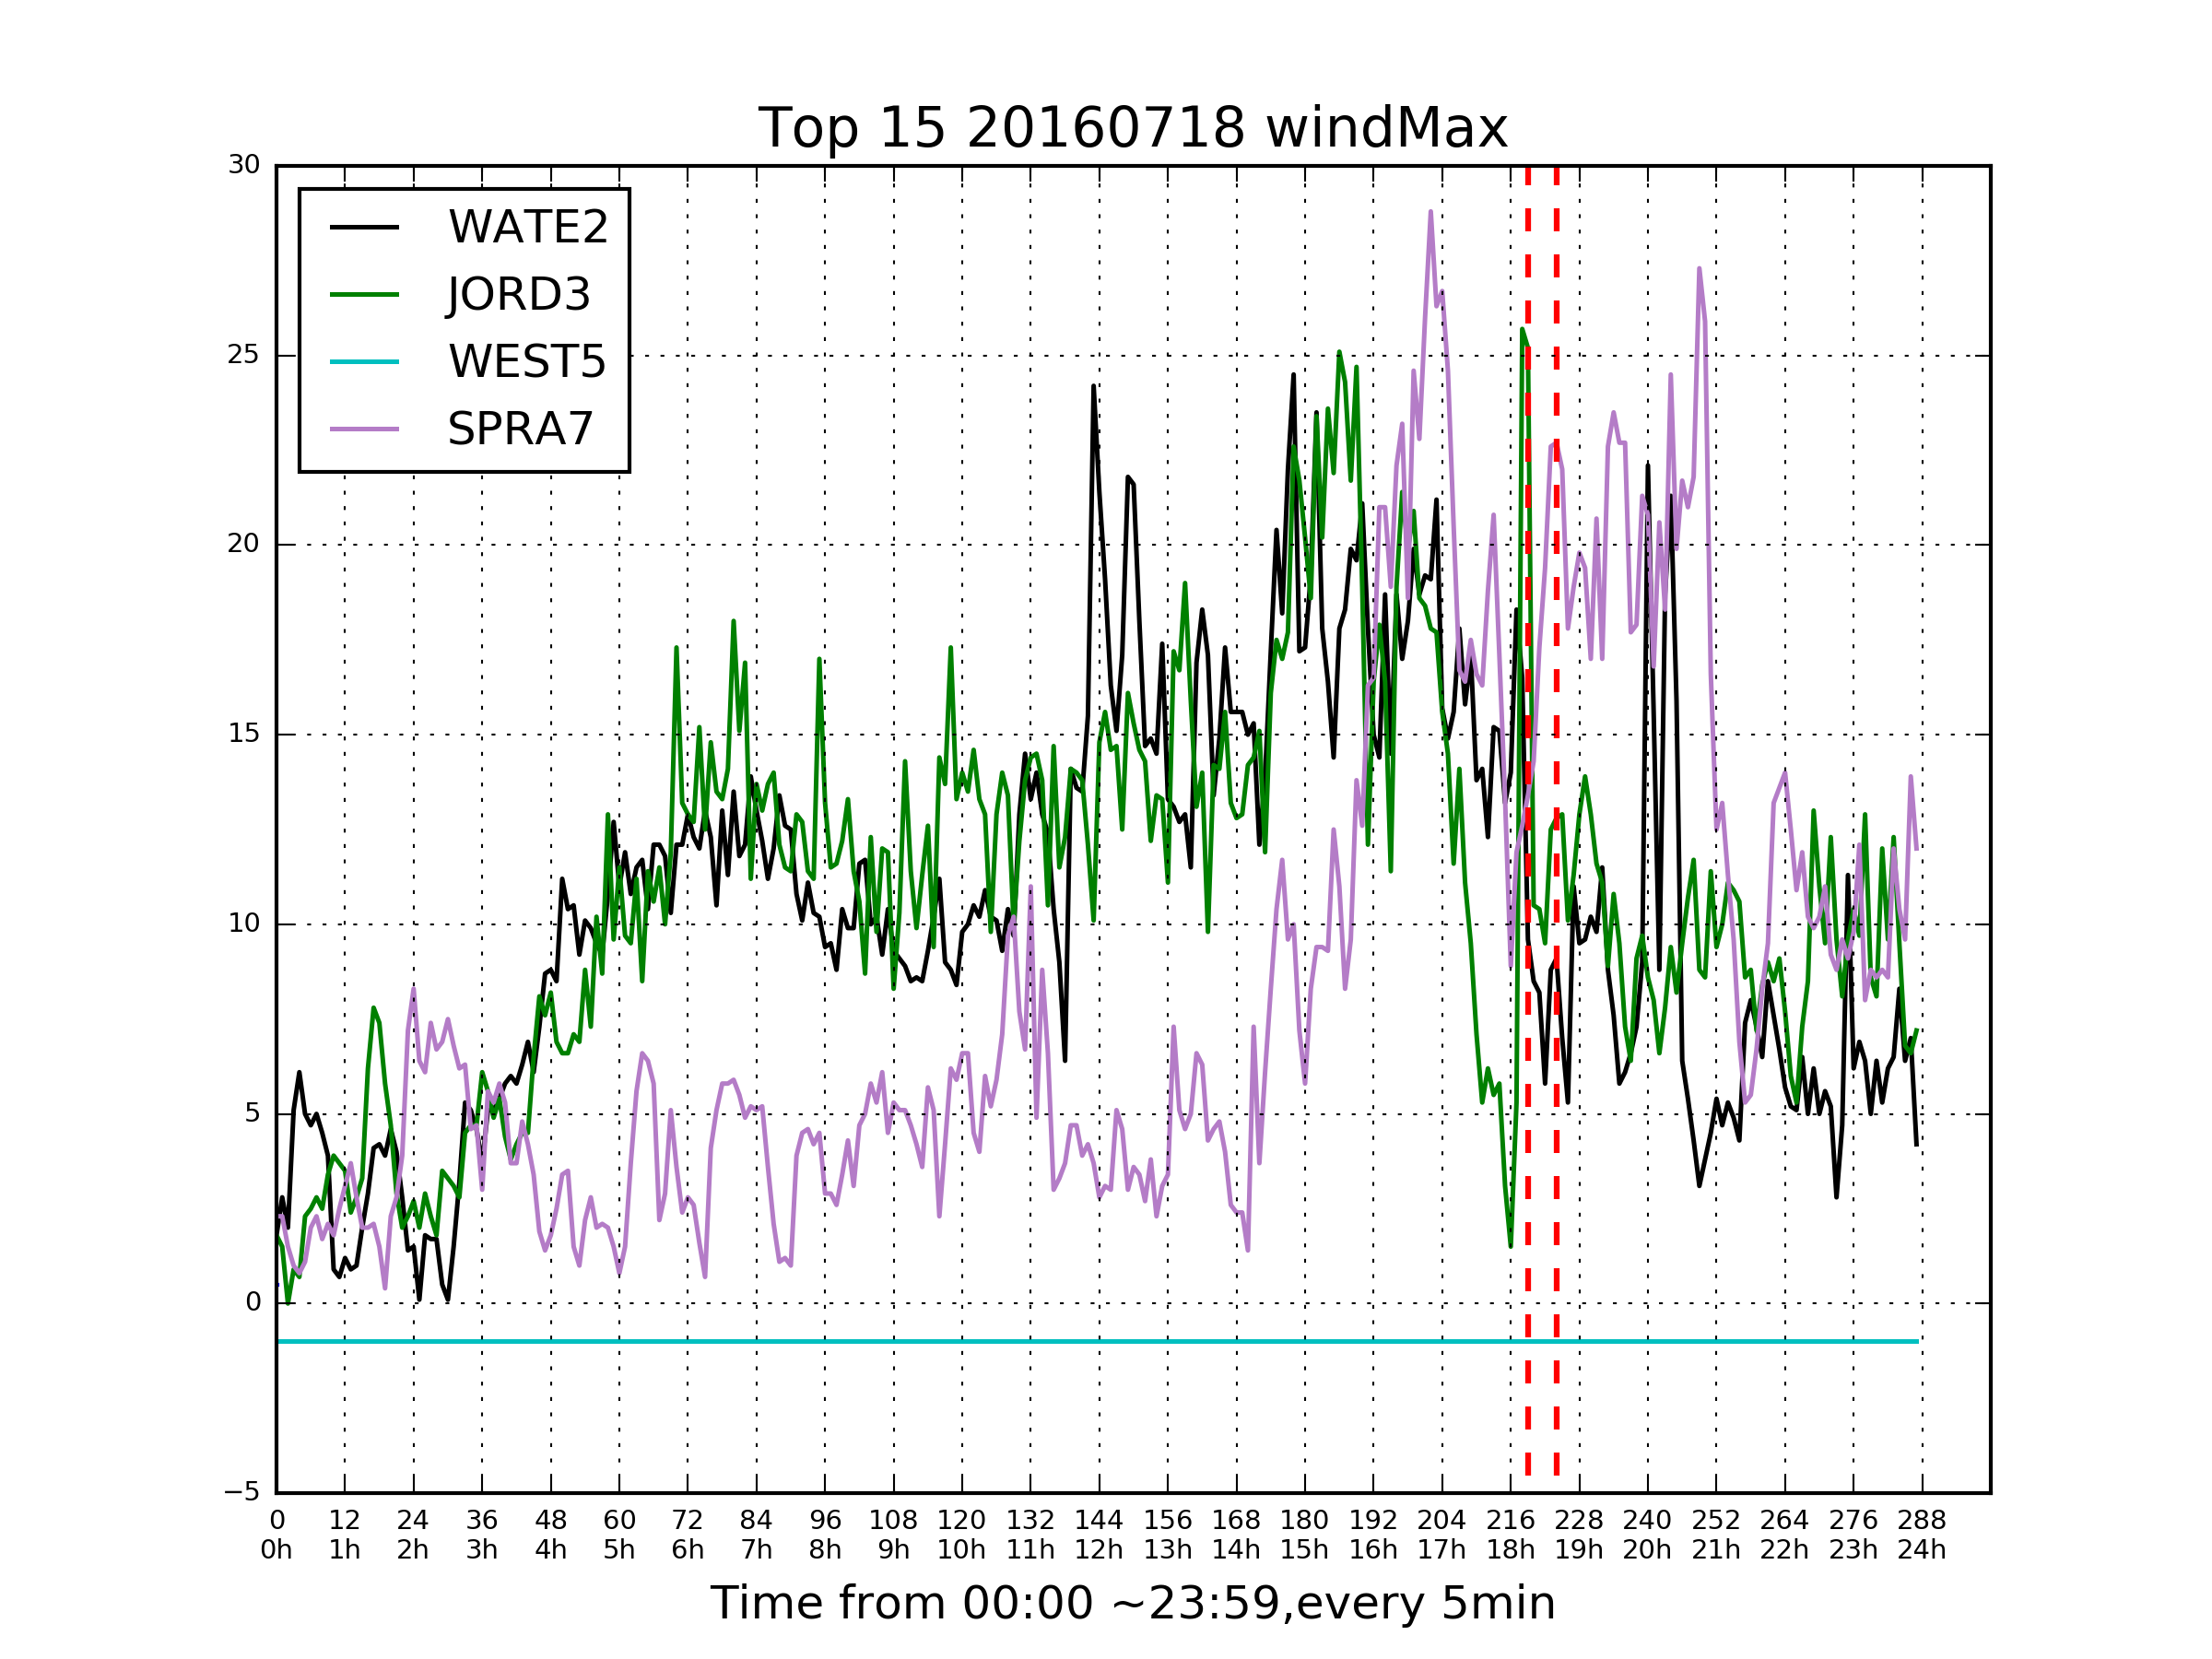 Top 15 20160718 windMax
30
25
20
15
10
5
0
−5
WATE2
JORD3
WEST5
SPRA7
0 12 24 36 48 60 72 84 96 108 120 132 144 156 168 180 192 204 216 228 240 252 264 276 288
0h 1h 2h 3h 4h 5h 6h 7h 8h 9h 10h 11h 12h 13h 14h 15h 16h 17h 18h 19h 20h 21h 22h 23h 24h
Time from 00:00 ~23:59,every 5min